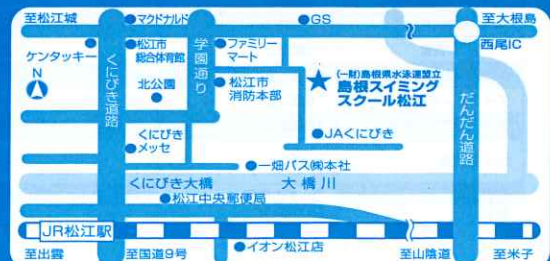 至松江城
マクドナルド
GS
至大根島
ケンタッキー
松江市
総合体育館
学園通り
ファミリー
マート
西尾IC
N
くにびき道路
北公園
松江市
消防本部
(一財)島根県水泳連盟立
島根スイミング
スクール松江
だんだん道路
くにびき
メッセ
JAくにびき
一畑バス㈱本社
くにびき大橋
大橋川
松江中央郵便局
JR松江駅
至出雲
至国道9号
イオン松江店
至山陰道
至米子